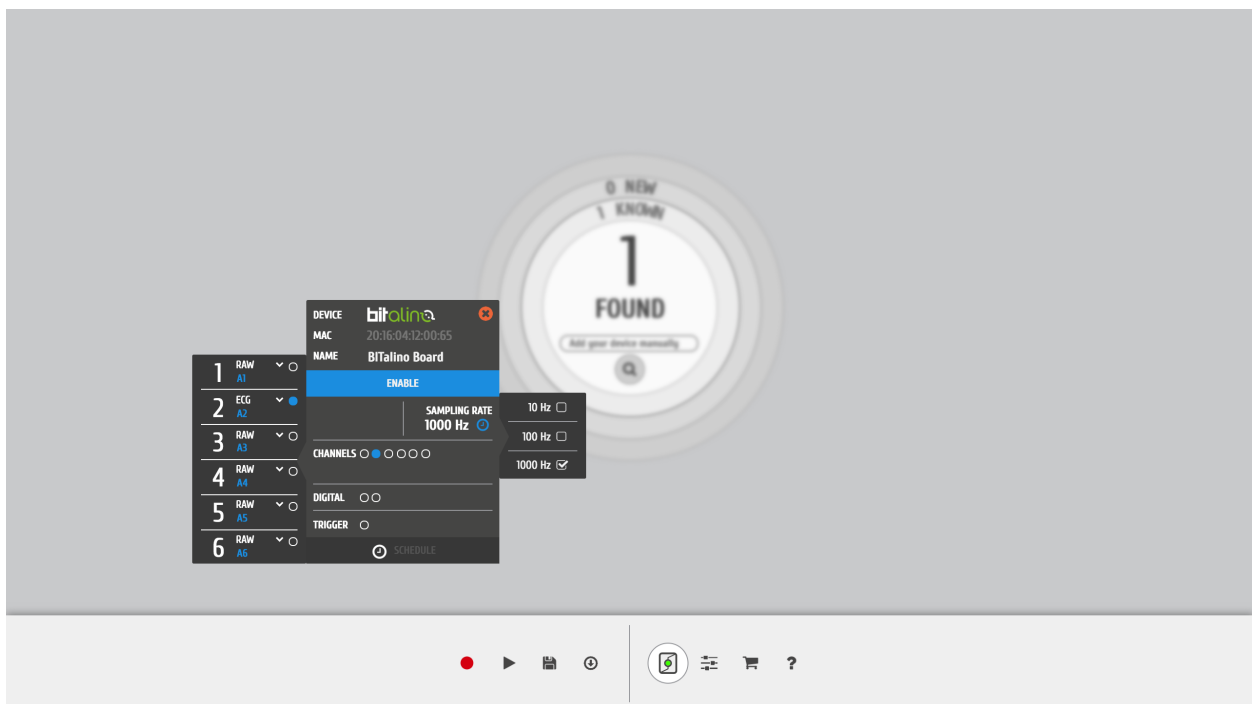 0 NEW
1 KNOWN
1
FOUND
Add your device manually
DEVICE bitalino
MAC 20:16:04:12:00:65
NAME BITalino Board
ENABLE
SAMPLING RATE
1000 Hz
CHANNELS
DIGITAL
TRIGGER
SCHEDULE
1 RAW
A1
2 ECG
A2
3 RAW
A3
4 RAW
A4
5 RAW
A5
6 RAW
A6
10 Hz
100 Hz
1000 Hz
?